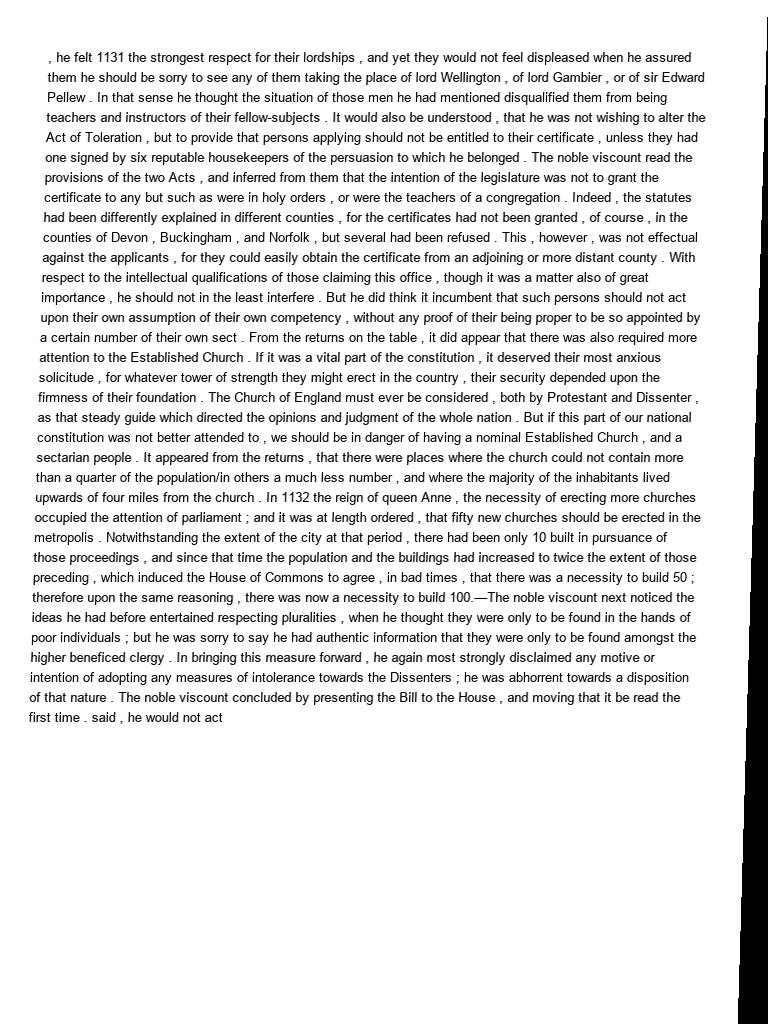 , he felt 1131 the strongest respect for their lordships , and yet they would not feel displeased when he assured
them he should be sorry to see any of them taking the place of lord Wellington , of lord Gambier , or of sir Edward
Pellew . In that sense he thought the situation of those men he had mentioned disqualified them from being
teachers and instructors of their fellow-subjects . It would also be understood , that he was not wishing to alter the
Act of Toleration , but to provide that persons applying should not be entitled to their certificate , unless they had
one signed by six reputable housekeepers of the persuasion to which he belonged . The noble viscount read the
provisions of the two Acts , and inferred from them that the intention of the legislature was not to grant the
certificate to any but such as were in holy orders , or were the teachers of a congregation . Indeed , the statutes
had been differently explained in different counties , for the certificates had not been granted , of course , in the
counties of Devon , Buckingham , and Norfolk , but several had been refused . This , however , was not effectual
against the applicants , for they could easily obtain the certificate from an adjoining or more distant county . With
respect to the intellectual qualifications of those claiming this office , though it was a matter also of great
importance , he should not in the least interfere . But he did think it incumbent that such persons should not act
upon their own assumption of their own competency , without any proof of their being proper to be so appointed by
a certain number of their own sect . From the returns on the table , it did appear that there was also required more
attention to the Established Church . If it was a vital part of the constitution , it deserved their most anxious
solicitude , for whatever tower of strength they might erect in the country , their security depended upon the
firmness of their foundation . The Church of England must ever be considered , both by Protestant and Dissenter ,
as that steady guide which directed the opinions and judgment of the whole nation . But if this part of our national
constitution was not better attended to , we should be in danger of having a nominal Established Church , and a
sectarian people . It appeared from the returns , that there were places where the church could not contain more
than a quarter of the population/in others a much less number , and where the majority of the inhabitants lived
upwards of four miles from the church . In 1132 the reign of queen Anne , the necessity of erecting more churches
occupied the attention of parliament ; and it was at length ordered , that fifty new churches should be erected in the
metropolis . Notwithstanding the extent of the city at that period , there had been only 10 built in pursuance of
those proceedings , and since that time the population and the buildings had increased to twice the extent of those
preceding , which induced the House of Commons to agree , in bad times , that there was a necessity to build 50 ;
therefore upon the same reasoning , there was now a necessity to build 100.—The noble viscount next noticed the
ideas he had before entertained respecting pluralities , when he thought they were only to be found in the hands of
poor individuals ; but he was sorry to say he had authentic information that they were only to be found amongst the
higher beneficed clergy . In bringing this measure forward , he again most strongly disclaimed any motive or
intention of adopting any measures of intolerance towards the Dissenters ; he was abhorrent towards a disposition
of that nature . The noble viscount concluded by presenting the Bill to the House , and moving that it be read the
first time . said , he would not act